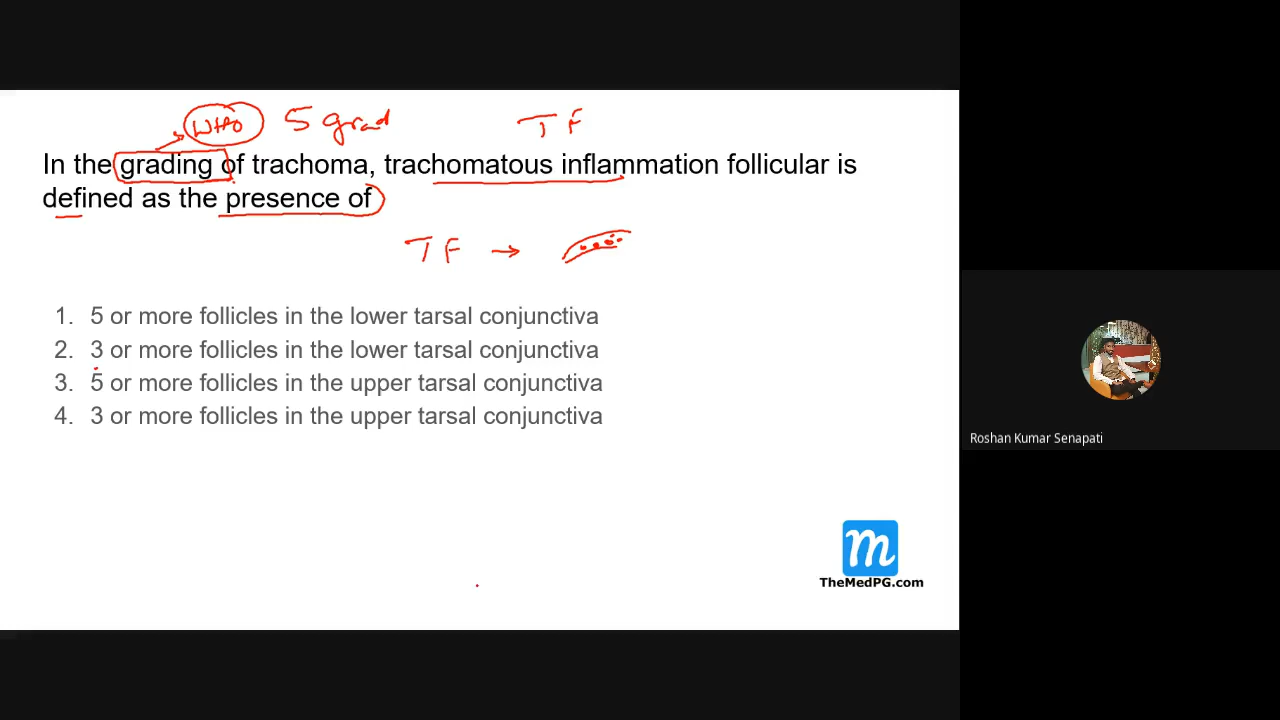 WHO 5 grad TF
In the grading of trachoma, trachomatous inflammation follicular is
defined as the presence of
TF →
1. 5 or more follicles in the lower tarsal conjunctiva
2. 3 or more follicles in the lower tarsal conjunctiva
3. 5 or more follicles in the upper tarsal conjunctiva
4. 3 or more follicles in the upper tarsal conjunctiva
Roshan Kumar Senapati
m
TheMedPG.com